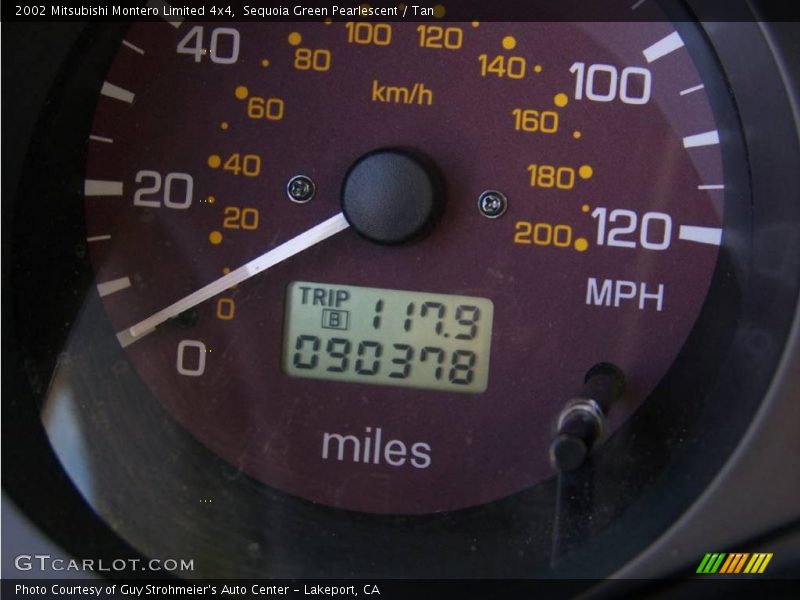 2002 Mitsubishi Montero Limited 4x4, Sequoia Green Pearlescent / Tan
0
20
40
100
120
0
20
40
60
80
100
120
140
160
180
200
km/h
MPH
TRIP B 117.9
090378
miles
GTCARLOT.COM
Photo Courtesy of Guy Strohmeier's Auto Center - Lakeport, CA